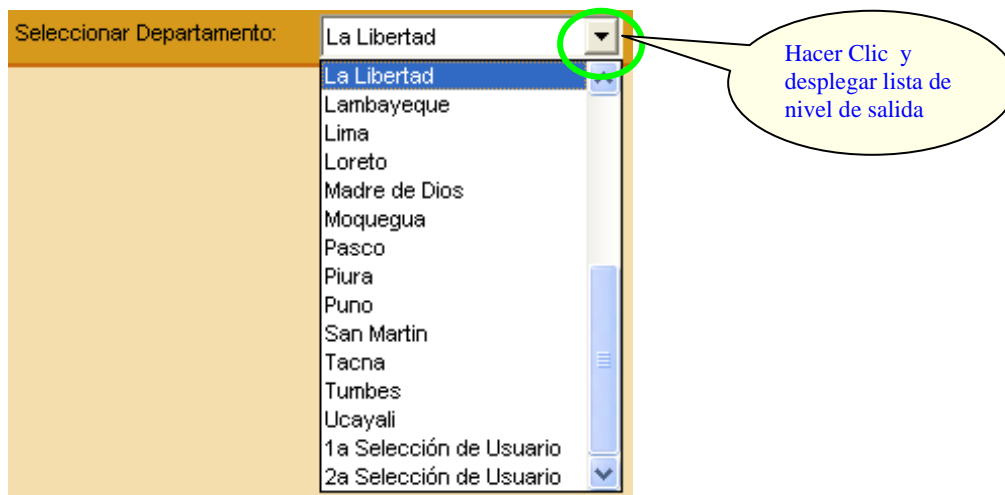 Seleccionar Departamento:
La Libertad
La Libertad
Lambayeque
Lima
Loreto
Madre de Dios
Moquegua
Pasco
Piura
Puno
San Martin
Tacna
Tumbes
Ucayali
1a Selección de Usuario
2a Selección de Usuario
Hacer Clic y
desplegar lista de
nivel de salida